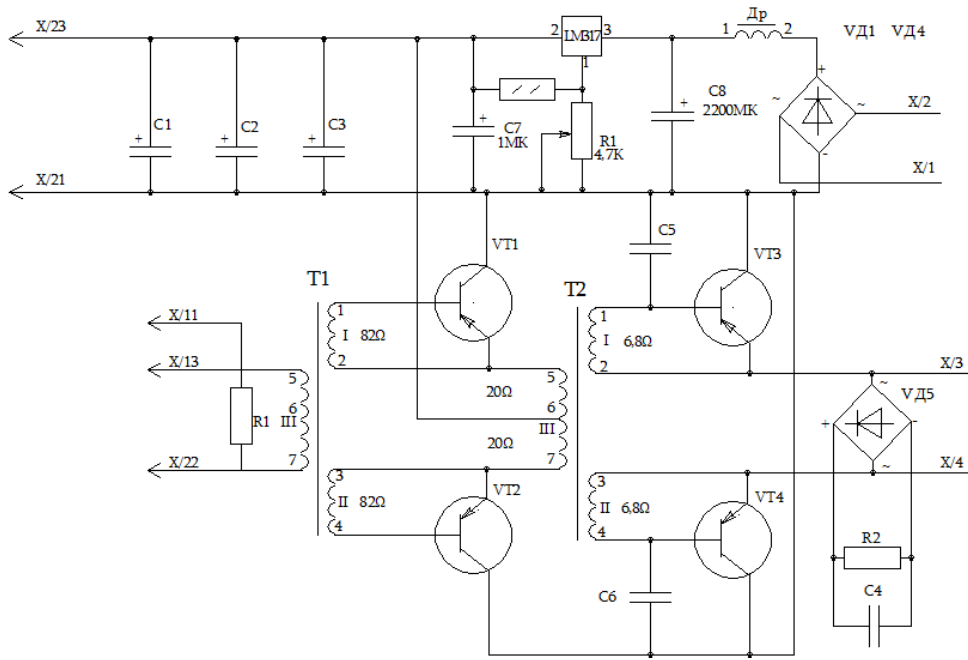 X/23
2
LM317
3
1
1
Др
2
VД1 VД4
C1
C2
C3
C7
1МК
R1
4,7К
C8
2200МК
+
~
~
-
X/2
X/1
+
+
+
+
+
X/21
VT1
C5
VT3
T1
T2
X/11
X/13
X/22
R1
5
6
III
7
1
I 82Ω
2
20Ω
20Ω
3
II 82Ω
4
VT2
5
6
III
7
1
I 6,8Ω
2
3
II 6,8Ω
4
VT4
C6
X/3
~
VД5
+
-
~
X/4
R2
C4